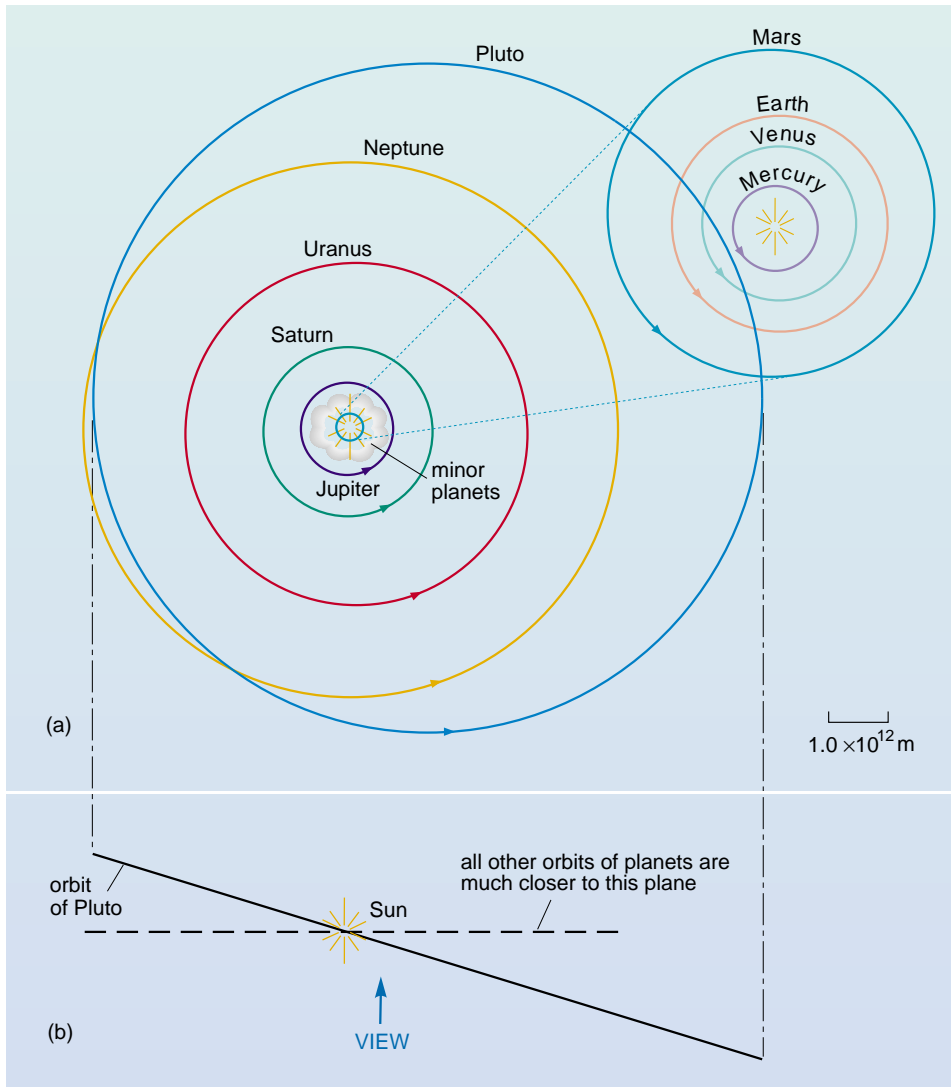 Mars
Pluto
Earth
Venus
Neptune
Mercury
Uranus
Saturn
minor
planets
Jupiter
(a)
1.0 ×10¹² m
all other orbits of planets are
much closer to this plane
orbit
of Pluto
Sun
(b)
VIEW